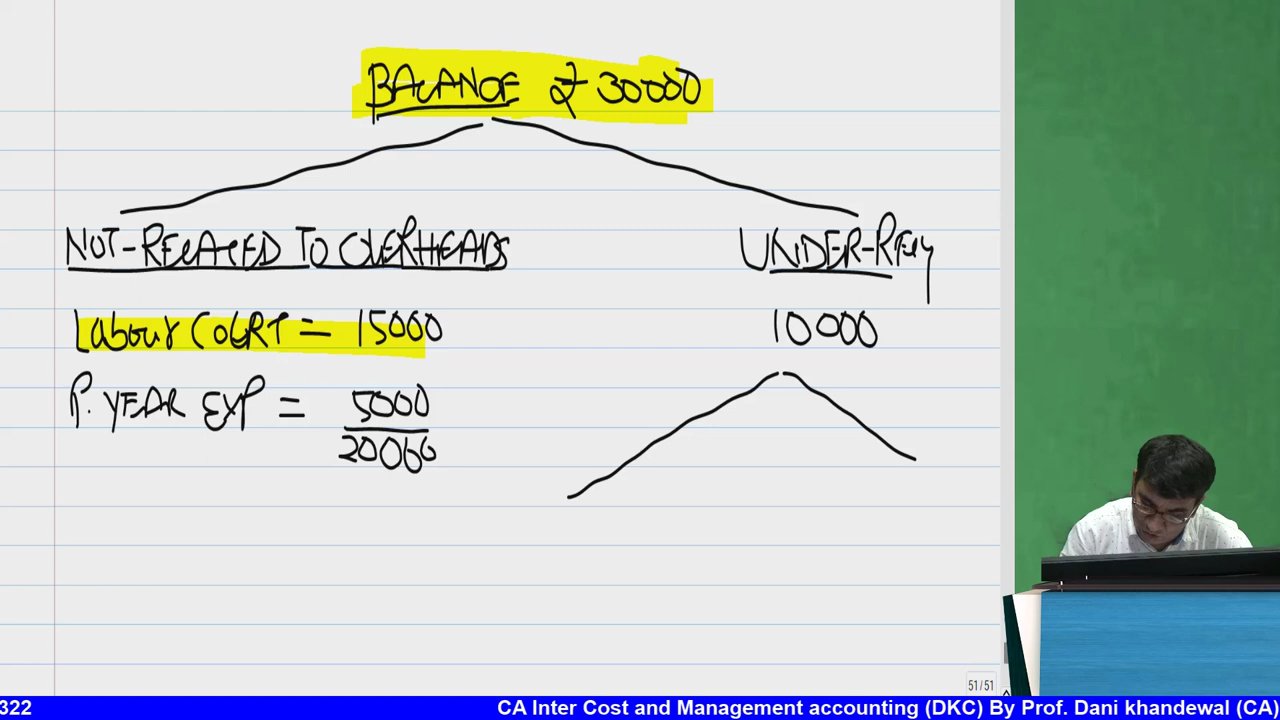 BALANCE ₹ 30000
NOT-RELATED TO OVERHEADS
UNDER-REY
Labour COURT = 15000
10000
P. YEAR EXP = 5000
20000
51/51
322
CA Inter Cost and Management accounting (DKC) By Prof. Dani khandewal (CA)